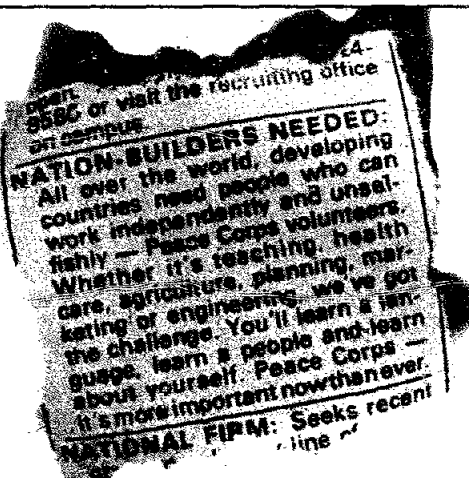 open.
or visit the recruiting office
on campus
NATION-BUILDERS NEEDED:
All over the world, developing
countries need people who can
work independently and unsel-
fishly — Peace Corps volunteers.
Whether it's teaching, health
care, agriculture, planning, mar-
keting or engineering, we've got
the challenge. You'll learn a lan-
guage, learn a people and learn
about yourself. Peace Corps —
it's more important now than ever.
NATIONAL FIRM: Seeks recent
line of